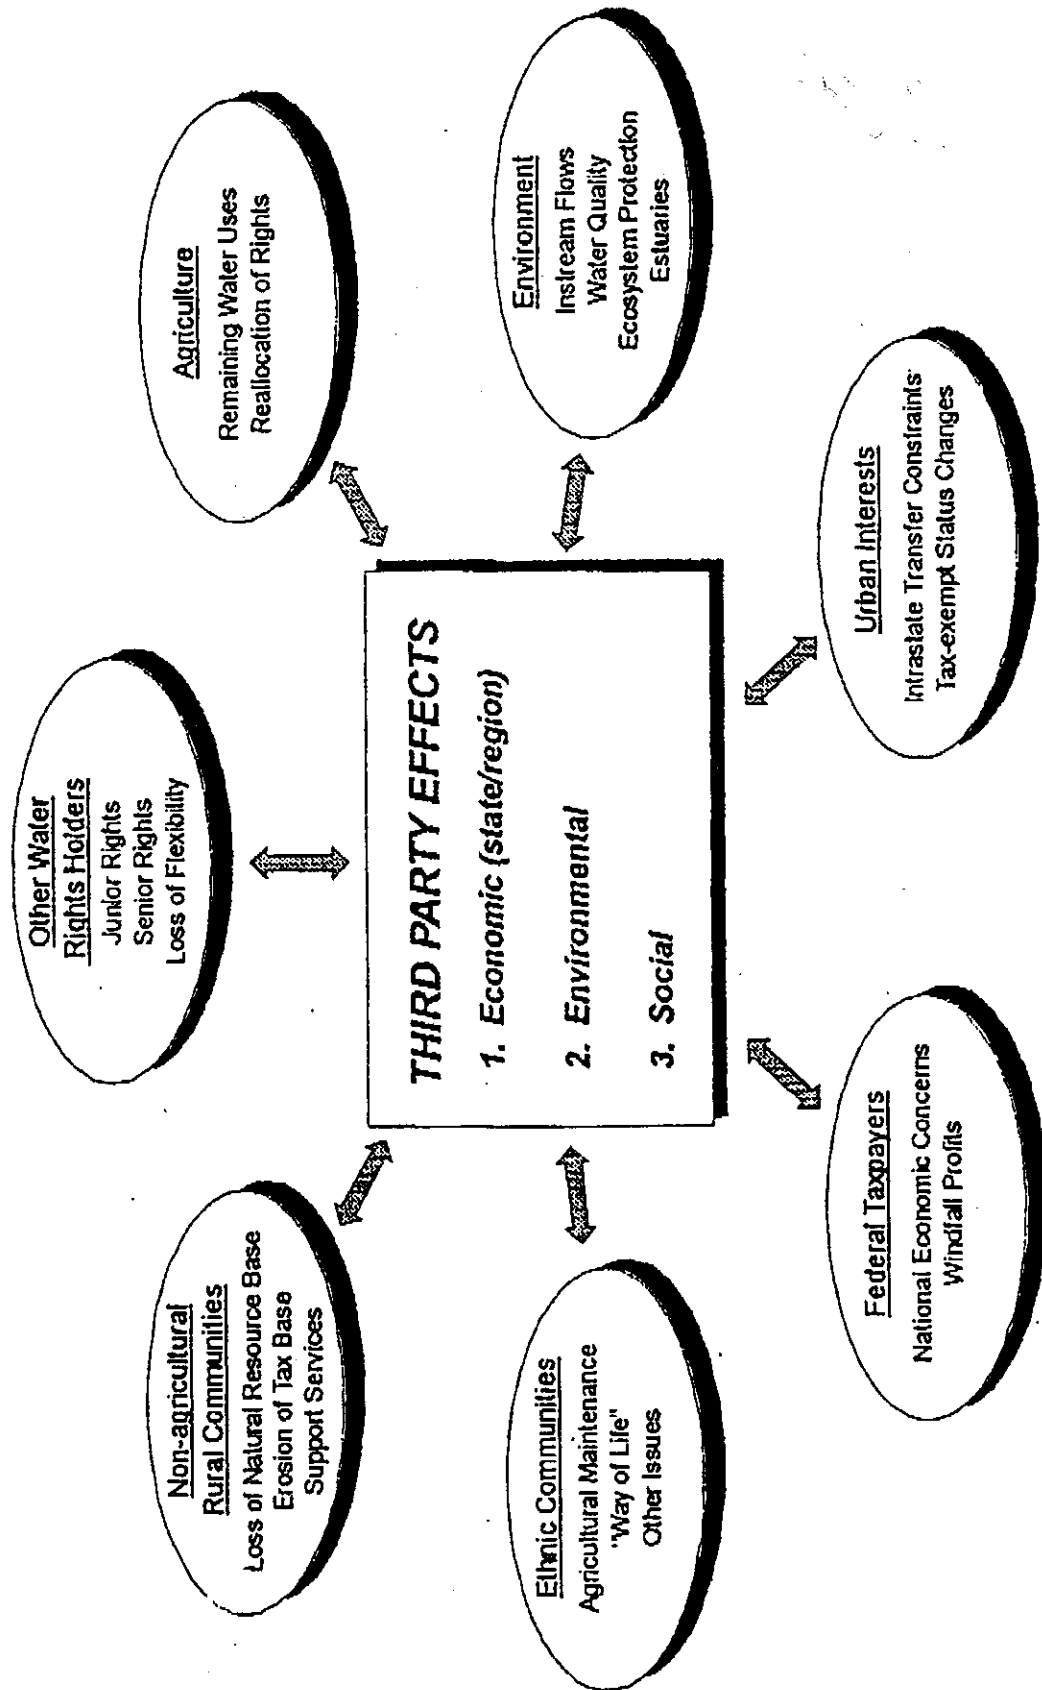 Other Water
Rights Holders
Junior Rights
Senior Rights
Loss of Flexibility
Non-agricultural
Rural Communities
Loss of Natural Resource Base
Erosion of Tax Base
Support Services
Agriculture
Remaining Water Uses
Reallocation of Rights
THIRD PARTY EFFECTS
1. Economic (state/region)
2. Environmental
3. Social
Ethnic Communities
Agricultural Maintenance
"Way of Life"
Other Issues
Environment
Instream Flows
Water Quality
Ecosystem Protection
Estuaries
Federal Taxpayers
National Economic Concerns
Windfall Profits
Urban Interests
Intrastate Transfer Constraints
Tax-exempt Status Changes